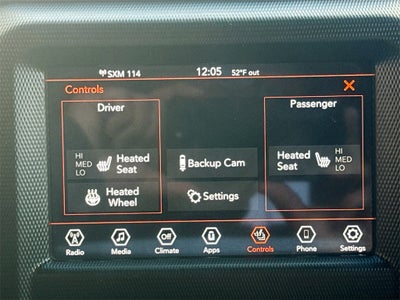 SXM 114 12:05 52°F out
Controls
Driver
Passenger
HI
MED
LO
Heated
Seat
Backup Cam
Heated
Seat
HI
MED
LO
Heated
Wheel
Settings
Off
Radio Media Climate Apps Controls Phone Settings